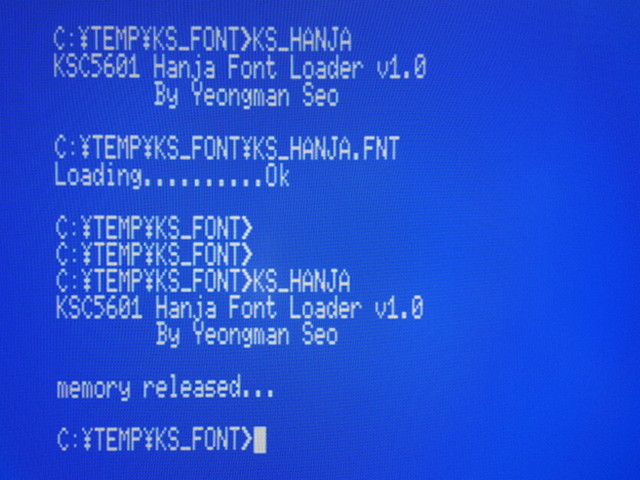 C:¥TEMP¥KS_FONT>KS_HANJA
KSC5601 Hanja Font Loader v1.0
By Yeongman Seo
C:¥TEMP¥KS_FONT¥KS_HANJA.FNT
Loading..........Ok
C:¥TEMP¥KS_FONT>
C:¥TEMP¥KS_FONT>
C:¥TEMP¥KS_FONT>KS_HANJA
KSC5601 Hanja Font Loader v1.0
By Yeongman Seo
memory released...
C:¥TEMP¥KS_FONT>